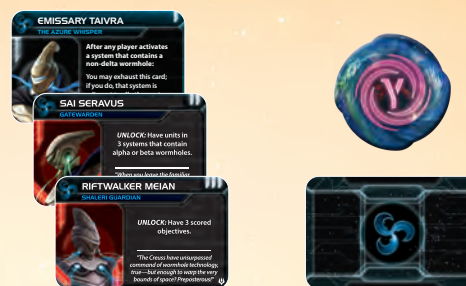 EMISSARY TAIVRA
THE AZURE WHISPER
After any player activates
a system that contains a
non-delta wormhole:
You may exhaust this card;
if you do, that system is
SAI SERAVUS
GATEWARDEN
UNLOCK: Have units in
3 systems that contain
alpha or beta wormholes.
"When you leave the familiar
RIFTWALKER MEIAN
SHALERI GUARDIAN
UNLOCK: Have 3 scored
objectives.
"The Creuss have unsurpassed
command of wormhole technology,
true—but enough to warp the very
bounds of space? Preposterous!"
γ